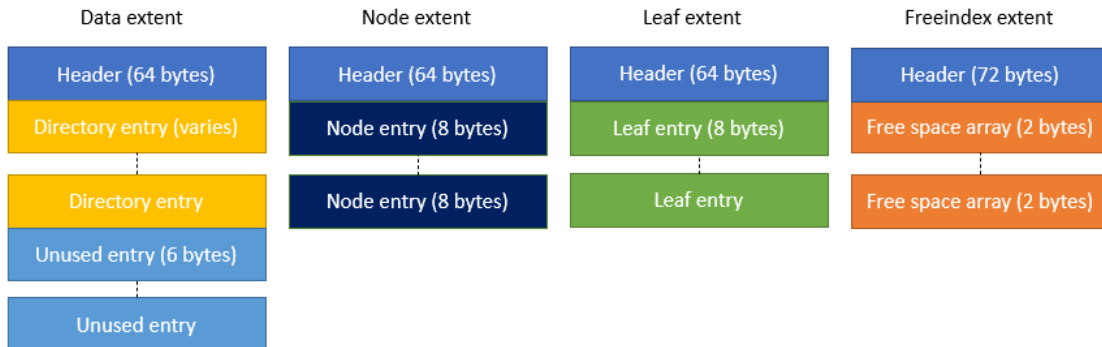 Data extent
Header (64 bytes)
Directory entry (varies)
Directory entry
Unused entry (6 bytes)
Unused entry
Node extent
Header (64 bytes)
Node entry (8 bytes)
Node entry (8 bytes)
Leaf extent
Header (64 bytes)
Leaf entry (8 bytes)
Leaf entry
Freeindex extent
Header (72 bytes)
Free space array (2 bytes)
Free space array (2 bytes)